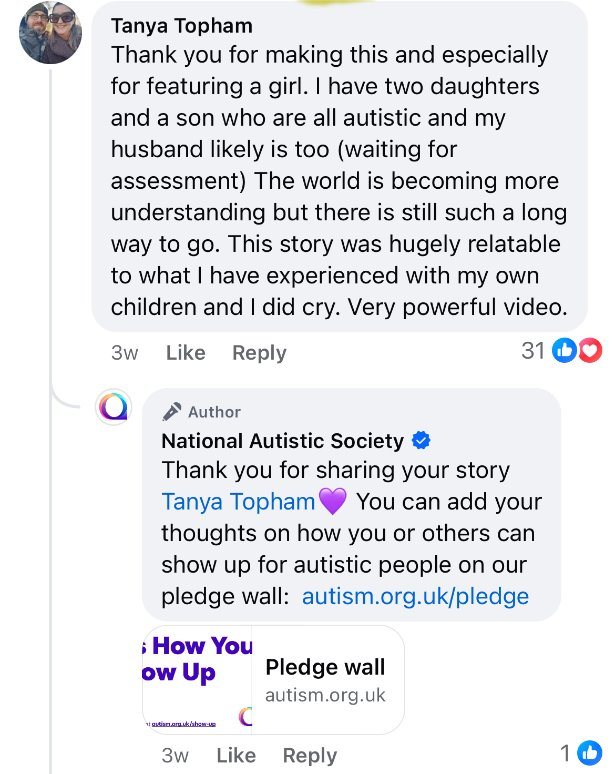 Tanya Topham
Thank you for making this and especially
for featuring a girl. I have two daughters
and a son who are all autistic and my
husband likely is too (waiting for
assessment) The world is becoming more
understanding but there is still such a long
way to go. This story was hugely relatable
to what I have experienced with my own
children and I did cry. Very powerful video.
3w Like Reply 31
Author
National Autistic Society
Thank you for sharing your story
Tanya Topham💜 You can add your
thoughts on how you or others can
show up for autistic people on our
pledge wall: autism.org.uk/pledge
s How You
ow Up
: autism.org.uk/show-up
Pledge wall
autism.org.uk
3w Like Reply 1